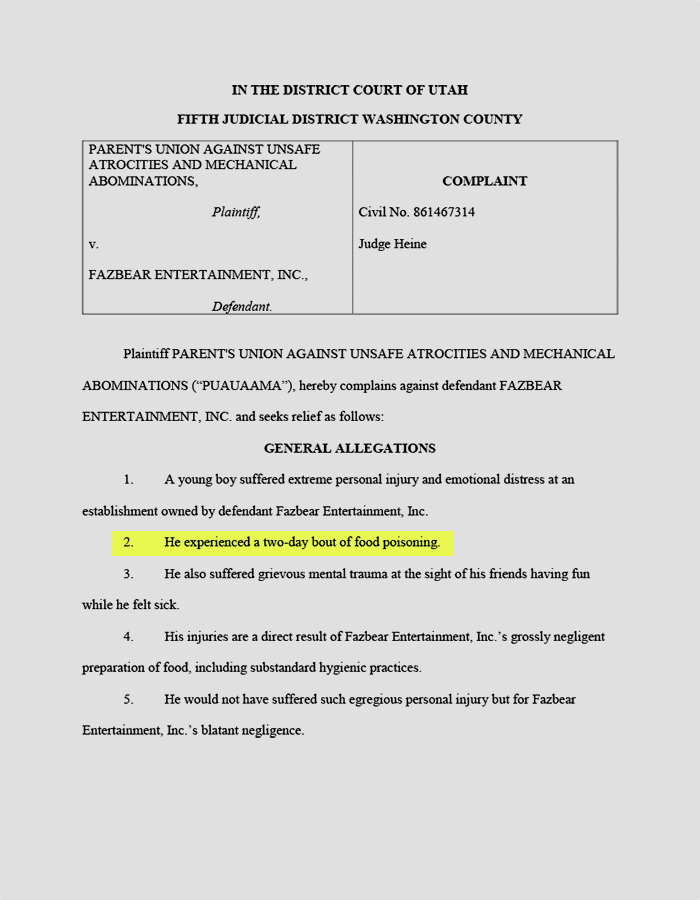 IN THE DISTRICT COURT OF UTAH
FIFTH JUDICIAL DISTRICT WASHINGTON COUNTY
PARENT'S UNION AGAINST UNSAFE
ATROCITIES AND MECHANICAL
ABOMINATIONS,
Plaintiff,
v.
FAZBEAR ENTERTAINMENT, INC.,
Defendant.
COMPLAINT
Civil No. 861467314
Judge Heine
Plaintiff PARENT'S UNION AGAINST UNSAFE ATROCITIES AND MECHANICAL
ABOMINATIONS (“PUAUAAMA”), hereby complains against defendant FAZBEAR
ENTERTAINMENT, INC. and seeks relief as follows:
GENERAL ALLEGATIONS
1. A young boy suffered extreme personal injury and emotional distress at an
establishment owned by defendant Fazbear Entertainment, Inc.
2. He experienced a two-day bout of food poisoning.
3. He also suffered grievous mental trauma at the sight of his friends having fun
while he felt sick.
4. His injuries are a direct result of Fazbear Entertainment, Inc.’s grossly negligent
preparation of food, including substandard hygienic practices.
5. He would not have suffered such egregious personal injury but for Fazbear
Entertainment, Inc.’s blatant negligence.